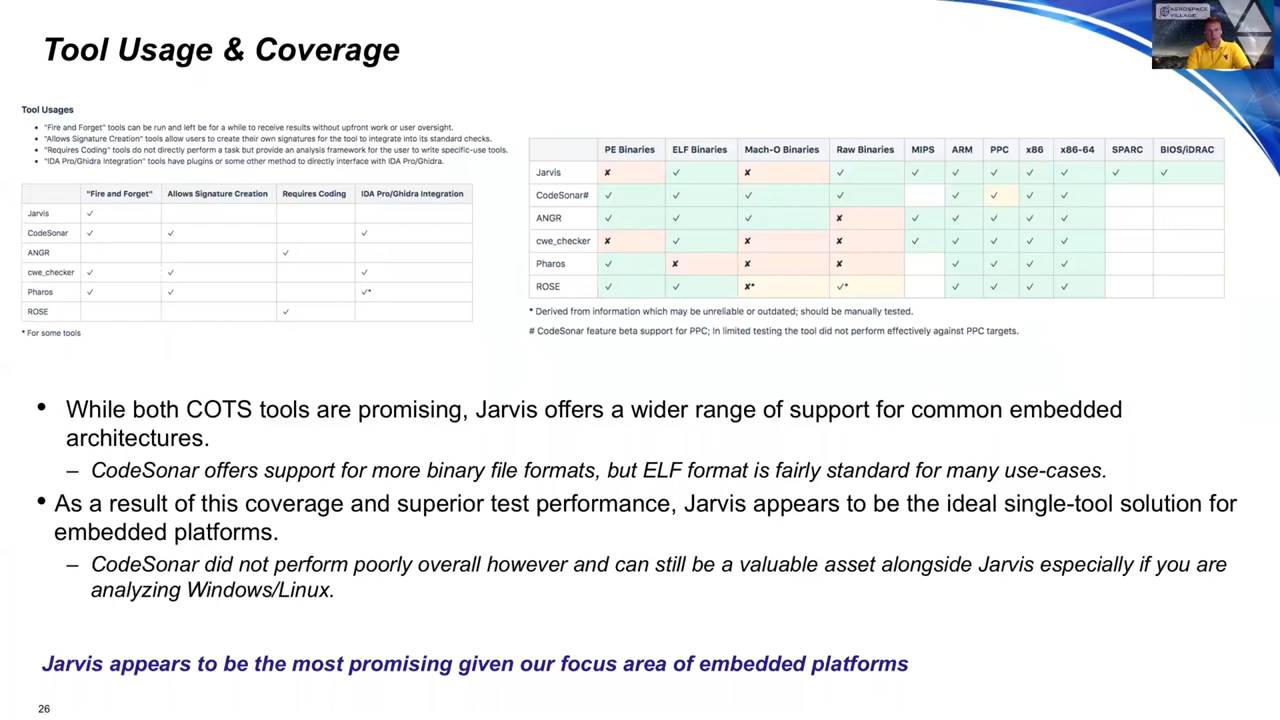 Tool Usage & Coverage
AEROSPACE
VILLAGE
Tool Usages
• "Fire and Forget" tools can be run and left be for a while to receive results without upfront work or user oversight.
• "Allows Signature Creation" tools allow users to create their own signatures for the tool to integrate into its standard checks.
• "Requires Coding" tools do not directly perform a task but provide an analysis framework for the user to write specific-use tools.
• "IDA Pro/Ghidra Integration" tools have plugins or some other method to directly interface with IDA Pro/Ghidra.
"Fire and Forget" Allows Signature Creation Requires Coding IDA Pro/Ghidra Integration
Jarvis ✓
CodeSonar ✓ ✓ ✓
ANGR ✓
cwe_checker ✓ ✓ ✓
Pharos ✓ ✓ ✓*
ROSE ✓
* For some tools
PE Binaries ELF Binaries Mach-O Binaries Raw Binaries MIPS ARM PPC x86 x86-64 SPARC BIOS/iDRAC
Jarvis ✗ ✓ ✗ ✓ ✓ ✓ ✓ ✓ ✓ ✓ ✓
CodeSonar# ✓ ✓ ✓ ✓ ✓ ✓ ✓ ✓
ANGR ✓ ✓ ✓ ✗ ✓ ✓ ✓ ✓ ✓
cwe_checker ✗ ✓ ✗ ✗ ✓ ✓ ✓ ✓ ✓
Pharos ✓ ✗ ✗ ✗ ✓ ✓ ✓ ✓
ROSE ✓ ✓ ✗* ✓* ✓ ✓ ✓ ✓
* Derived from information which may be unreliable or outdated; should be manually tested.
# CodeSonar feature beta support for PPC; In limited testing the tool did not perform effectively against PPC targets.
• While both COTS tools are promising, Jarvis offers a wider range of support for common embedded
architectures.
– CodeSonar offers support for more binary file formats, but ELF format is fairly standard for many use-cases.
• As a result of this coverage and superior test performance, Jarvis appears to be the ideal single-tool solution for
embedded platforms.
– CodeSonar did not perform poorly overall however and can still be a valuable asset alongside Jarvis especially if you are
analyzing Windows/Linux.
Jarvis appears to be the most promising given our focus area of embedded platforms
26